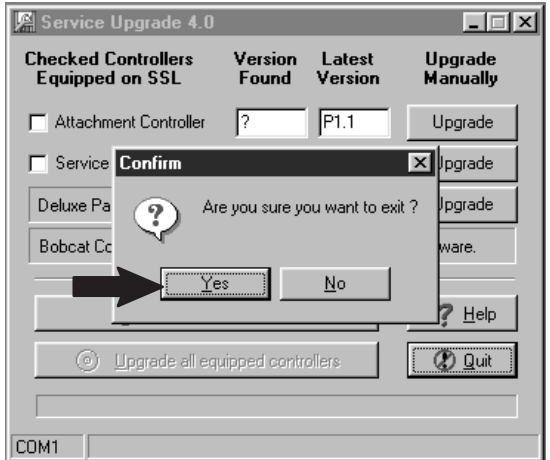 Service Upgrade 4.0
Checked Controllers Equipped on SSL
Version Found
Latest Version
Upgrade Manually
Attachment Controller
?
P1.1
Upgrade
Service
Confirm
Upgrade
Deluxe Pa
Are you sure you want to exit ?
Upgrade
Bobcat Co
ware.
Yes
No
? Help
Upgrade all equipped controllers
Quit
COM1